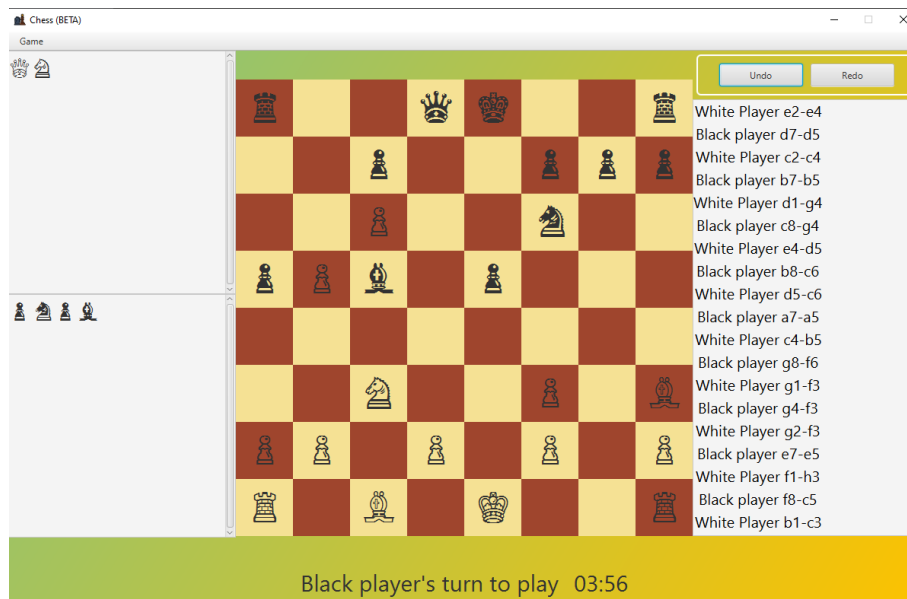 Chess (BETA)
Game
Undo Redo
White Player e2-e4
Black player d7-d5
White Player c2-c4
Black player b7-b5
White Player d1-g4
Black player c8-g4
White Player e4-d5
Black player b8-c6
White Player d5-c6
Black player a7-a5
White Player c4-b5
Black player g8-f6
White Player g1-f3
Black player g4-f3
White Player g2-f3
Black player e7-e5
White Player f1-h3
Black player f8-c5
White Player b1-c3
Black player's turn to play 03:56